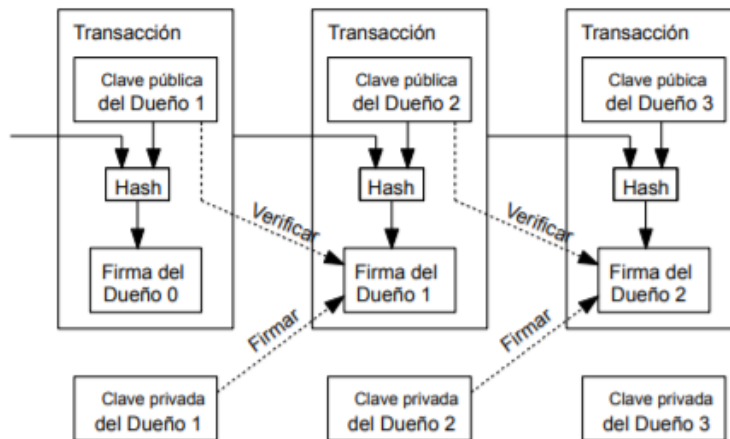 Transacción
Clave pública
del Dueño 1
Hash
Firma del
Dueño 0
Transacción
Clave pública
del Dueño 2
Hash
Verificar
Firma del
Dueño 1
Firmar
Transacción
Clave púbica
del Dueño 3
Hash
Verificar
Firma del
Dueño 2
Firmar
Clave privada
del Dueño 1
Clave privada
del Dueño 2
Clave privada
del Dueño 3